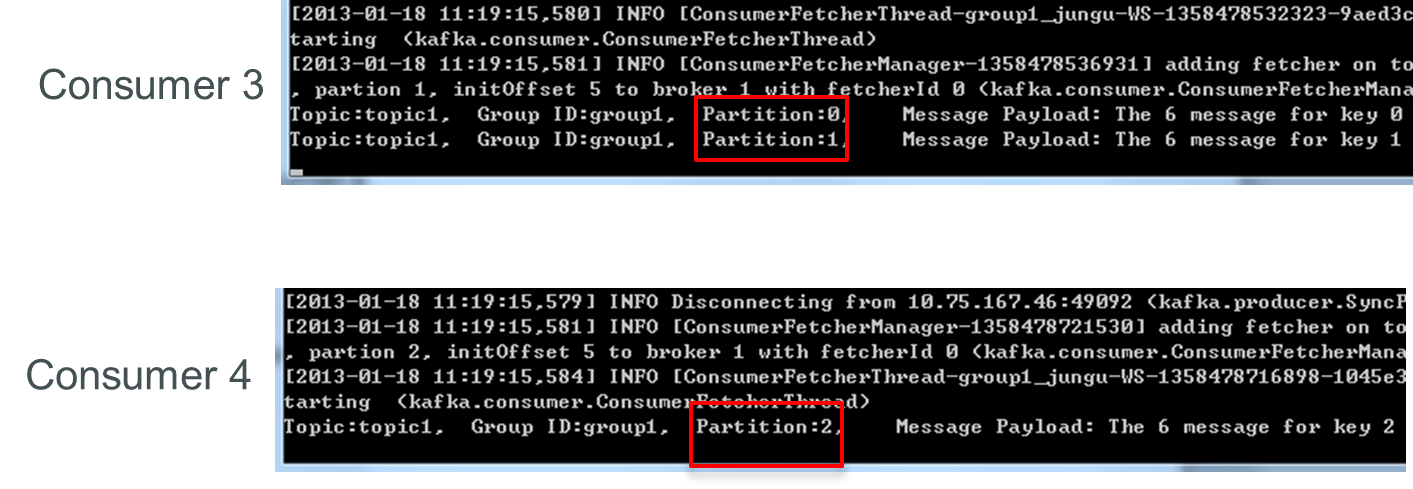 Consumer 3
[2013-01-18 11:19:15,580] INFO [ConsumerFetcherThread-group1_jungu-WS-1358478532323-9aed3c
tarting  (kafka.consumer.ConsumerFetcherThread)
[2013-01-18 11:19:15,581] INFO [ConsumerFetcherManager-1358478536931] adding fetcher on to
, partion 1, initOffset 5 to broker 1 with fetcherId 0 (kafka.consumer.ConsumerFetcherMana
Topic:topic1,  Group ID:group1,  Partition:0,    Message Payload: The 6 message for key 0
Topic:topic1,  Group ID:group1,  Partition:1,    Message Payload: The 6 message for key 1
Consumer 4
[2013-01-18 11:19:15,579] INFO Disconnecting from 10.75.167.46:49092 (kafka.producer.SyncP
[2013-01-18 11:19:15,581] INFO [ConsumerFetcherManager-1358478721530] adding fetcher on to
, partion 2, initOffset 5 to broker 1 with fetcherId 0 (kafka.consumer.ConsumerFetcherMana
[2013-01-18 11:19:15,584] INFO [ConsumerFetcherThread-group1_jungu-WS-1358478716898-1045e3
tarting  (kafka.consumer.ConsumerFetcherThread)
Topic:topic1,  Group ID:group1,  Partition:2,    Message Payload: The 6 message for key 2